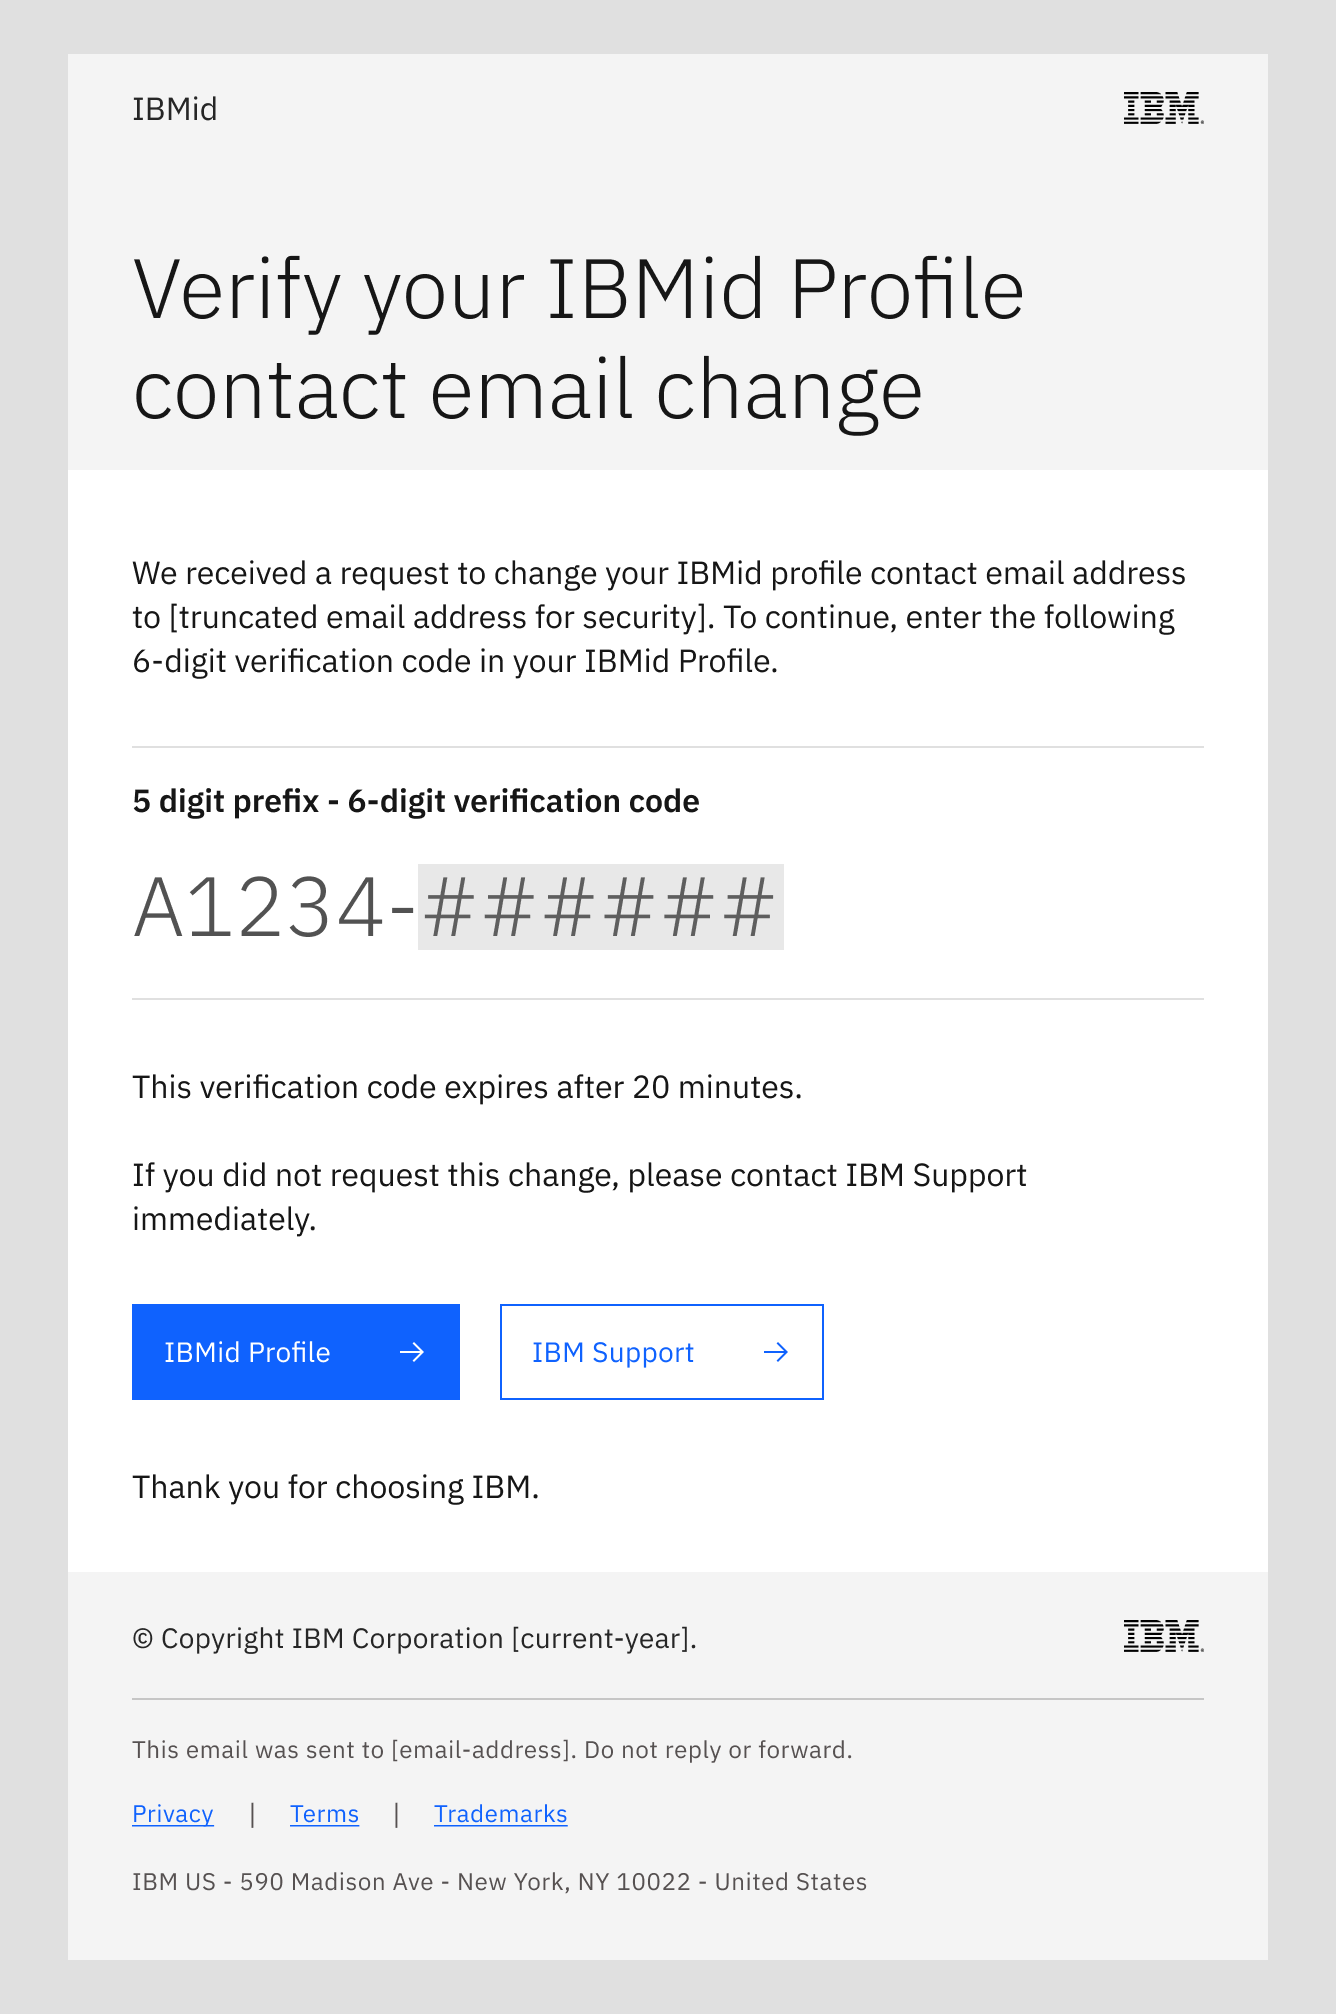 IBMid
IBM
Verify your IBMid Profile
contact email change
We received a request to change your IBMid profile contact email address
to [truncated email address for security]. To continue, enter the following
6-digit verification code in your IBMid Profile.
5 digit prefix - 6-digit verification code
A1234-######
This verification code expires after 20 minutes.
If you did not request this change, please contact IBM Support
immediately.
IBMid Profile →
IBM Support →
Thank you for choosing IBM.
© Copyright IBM Corporation [current-year].
IBM
This email was sent to [email-address]. Do not reply or forward.
Privacy | Terms | Trademarks
IBM US - 590 Madison Ave - New York, NY 10022 - United States